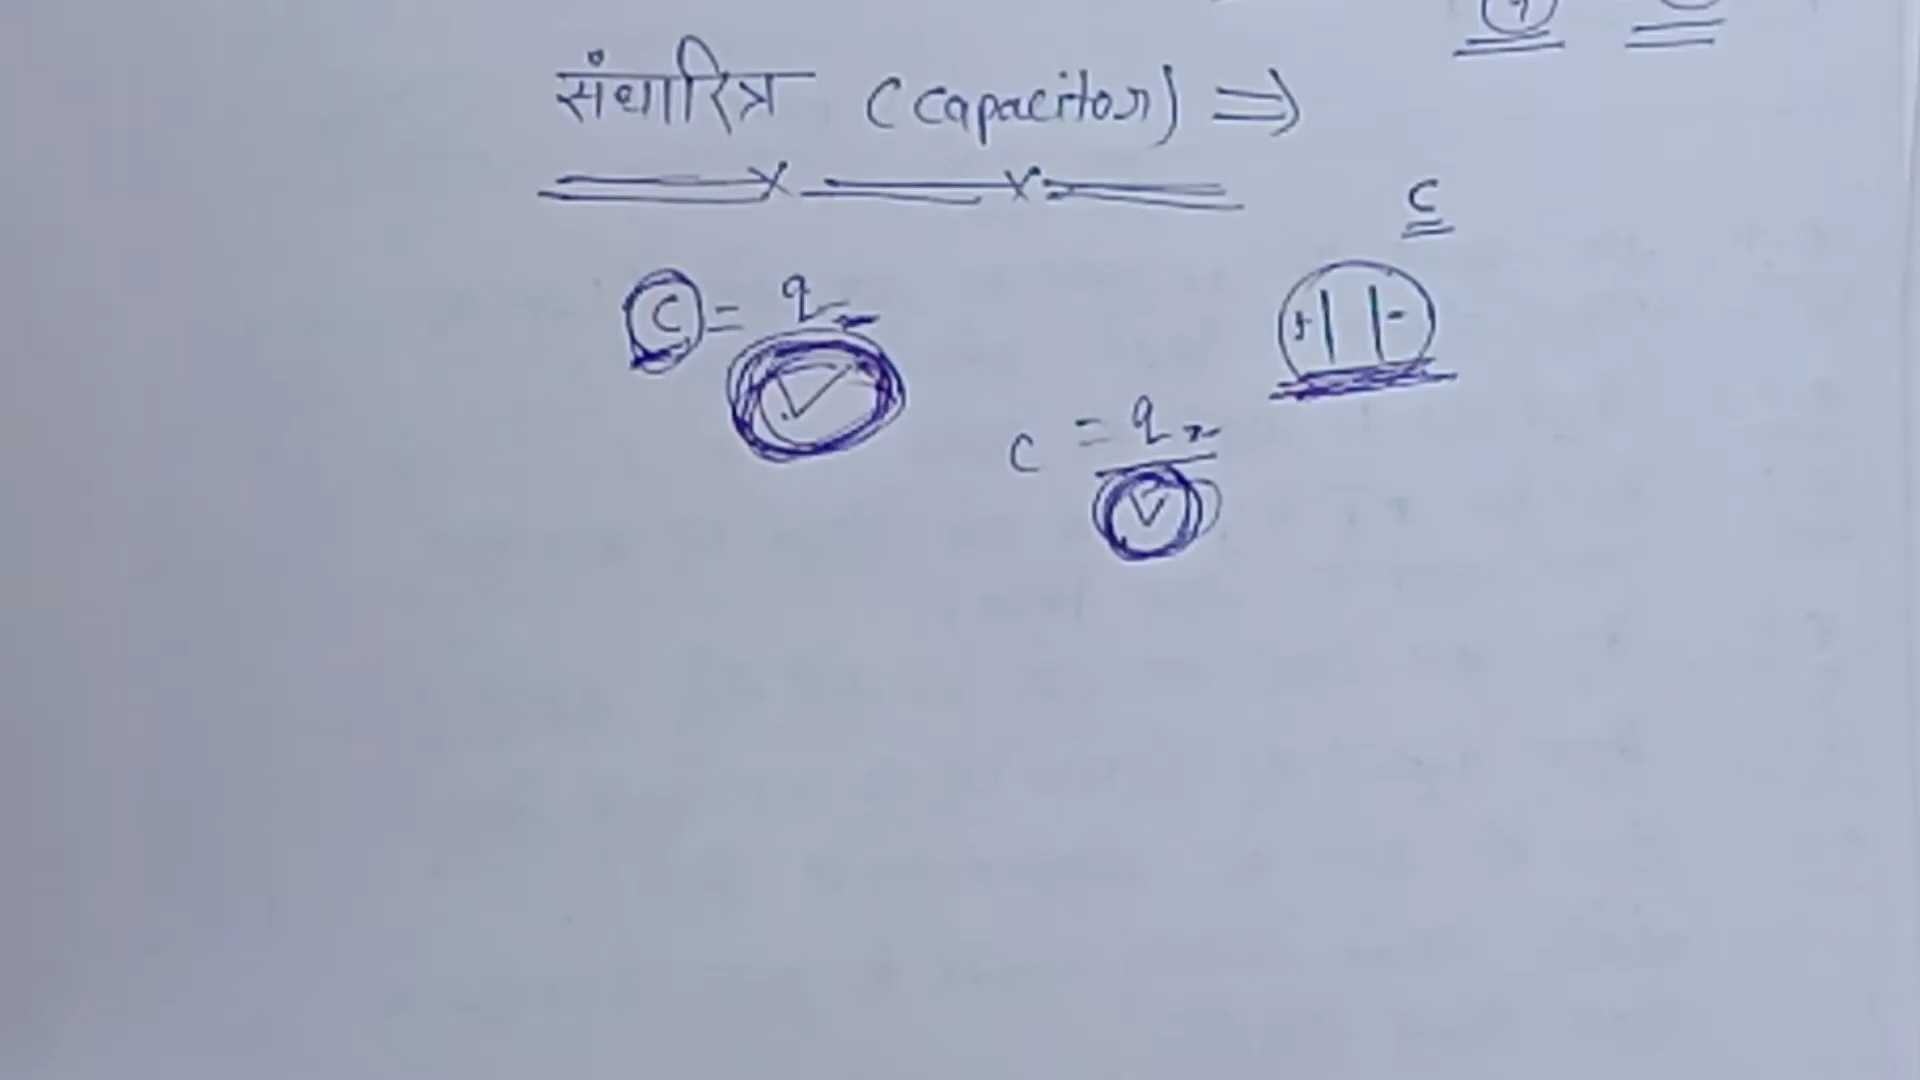 संधारित्र (Capacitor) ⇒
C
C = q
V
+ | | -
C = q
V